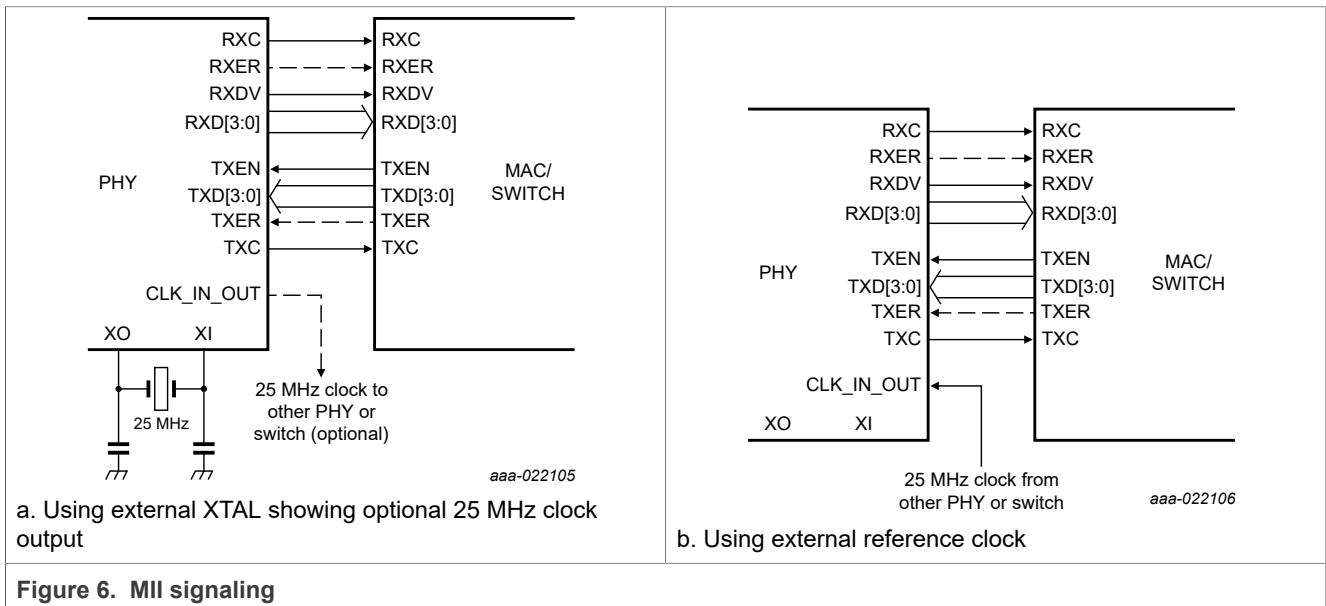 RXC
RXER
RXDV
RXD[3:0]
TXEN
TXD[3:0]
TXER
TXC
PHY
CLK_IN_OUT
XO XI
25 MHz
RXC
RXER
RXDV
RXD[3:0]
TXEN
TXD[3:0]
TXER
TXC
MAC/
SWITCH
25 MHz clock to
other PHY or
switch (optional)
aaa-022105
a. Using external XTAL showing optional 25 MHz clock
output
RXC
RXER
RXDV
RXD[3:0]
TXEN
TXD[3:0]
TXER
TXC
PHY
CLK_IN_OUT
XO XI
RXC
RXER
RXDV
RXD[3:0]
TXEN
TXD[3:0]
TXER
TXC
MAC/
SWITCH
25 MHz clock from
other PHY or switch
aaa-022106
b. Using external reference clock
Figure 6. MII signaling